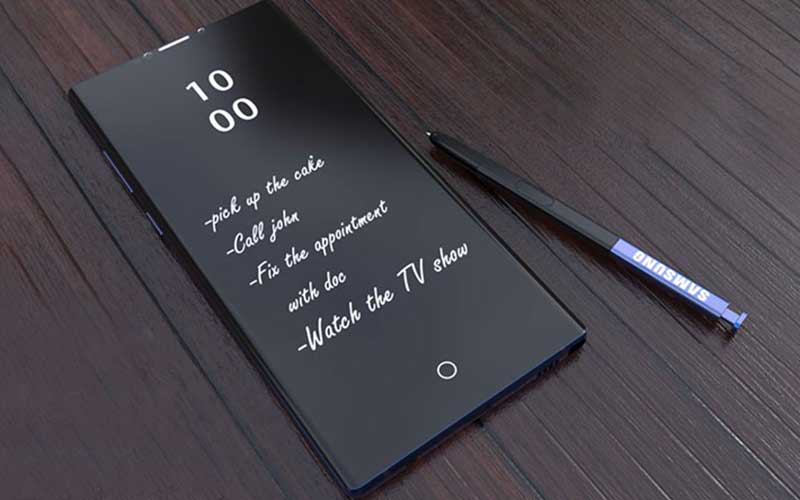 10
00
-pick up the cake
-Call john
-Fix the appointment
with doc
-Watch the TV show
SAMSUNG